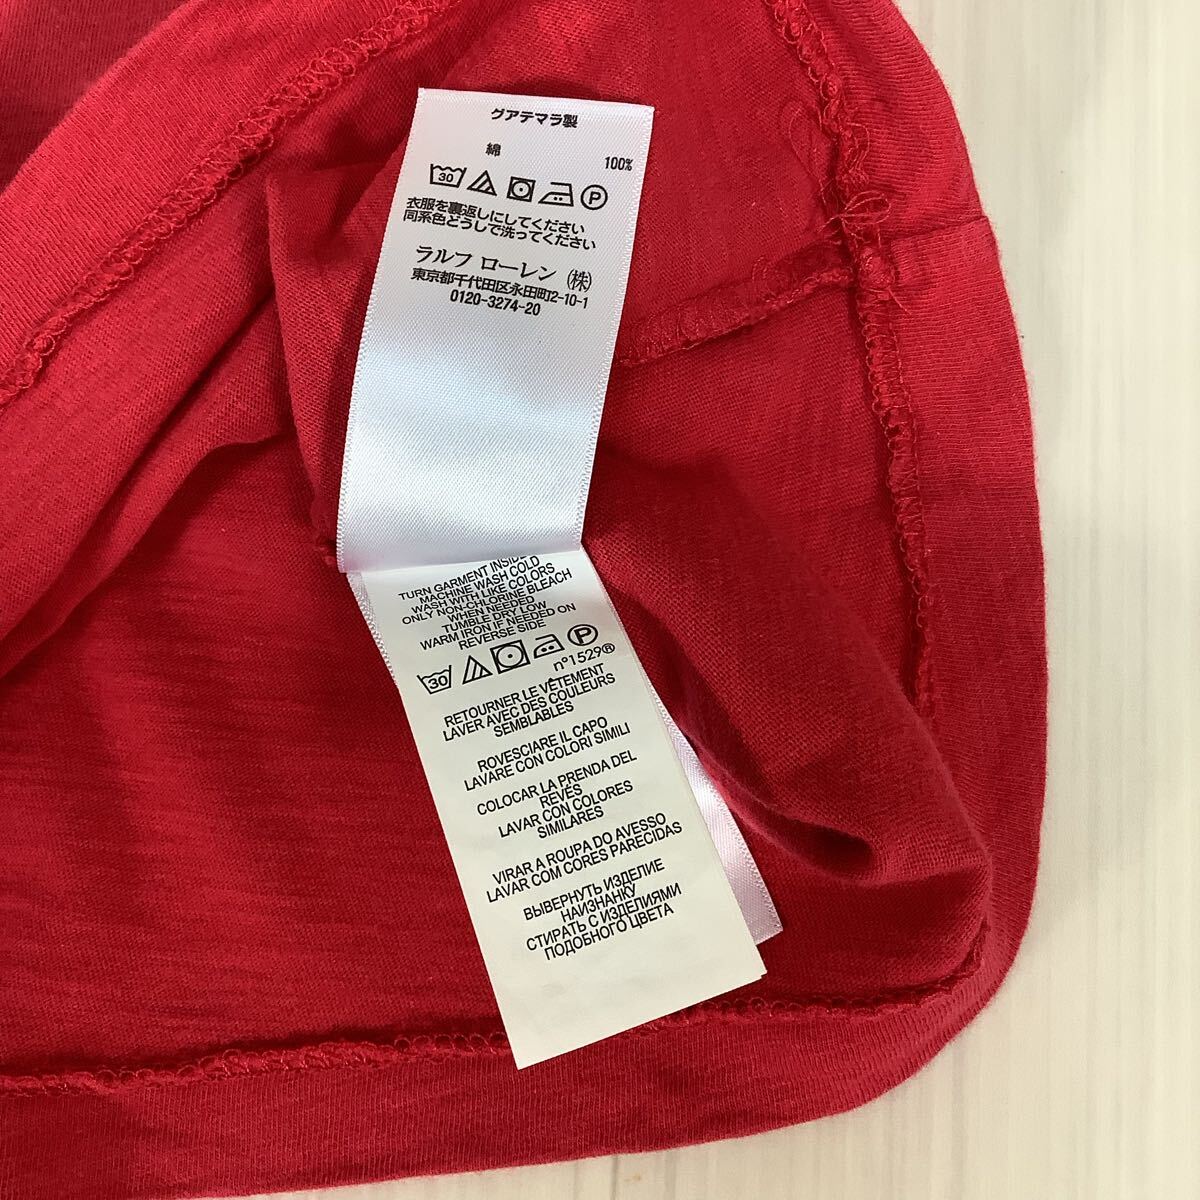 グアテマラ製
綿 100%
30 P
衣服を裏返しにしてください
同系色どうしで洗ってください
ラルフ ローレン ㈱
東京都千代田区永田町2-10-1
0120-3274-20
TURN GARMENT INSIDE
MACHINE WASH COLD
WASH WITH LIKE COLORS
ONLY NON-CHLORINE BLEACH
WHEN NEEDED
TUMBLE DRY LOW
WARM IRON IF NEEDED ON
REVERSE SIDE
30 P
n°1529®
RETOURNER LE VÊTEMENT
LAVER AVEC DES COULEURS
SEMBLABLES
ROVESCIARE IL CAPO
LAVARE CON COLORI SIMILI
COLOCAR LA PRENDA DEL
REVÉS
LAVAR CON COLORES
SIMILARES
VIRAR A ROUPA DO AVESSO
LAVAR COM CORES PARECIDAS
ВЫВЕРНУТЬ ИЗДЕЛИЕ
НАИЗНАНКУ
СТИРАТЬ С ИЗДЕЛИЯМИ
ПОДОБНОГО ЦВЕТА